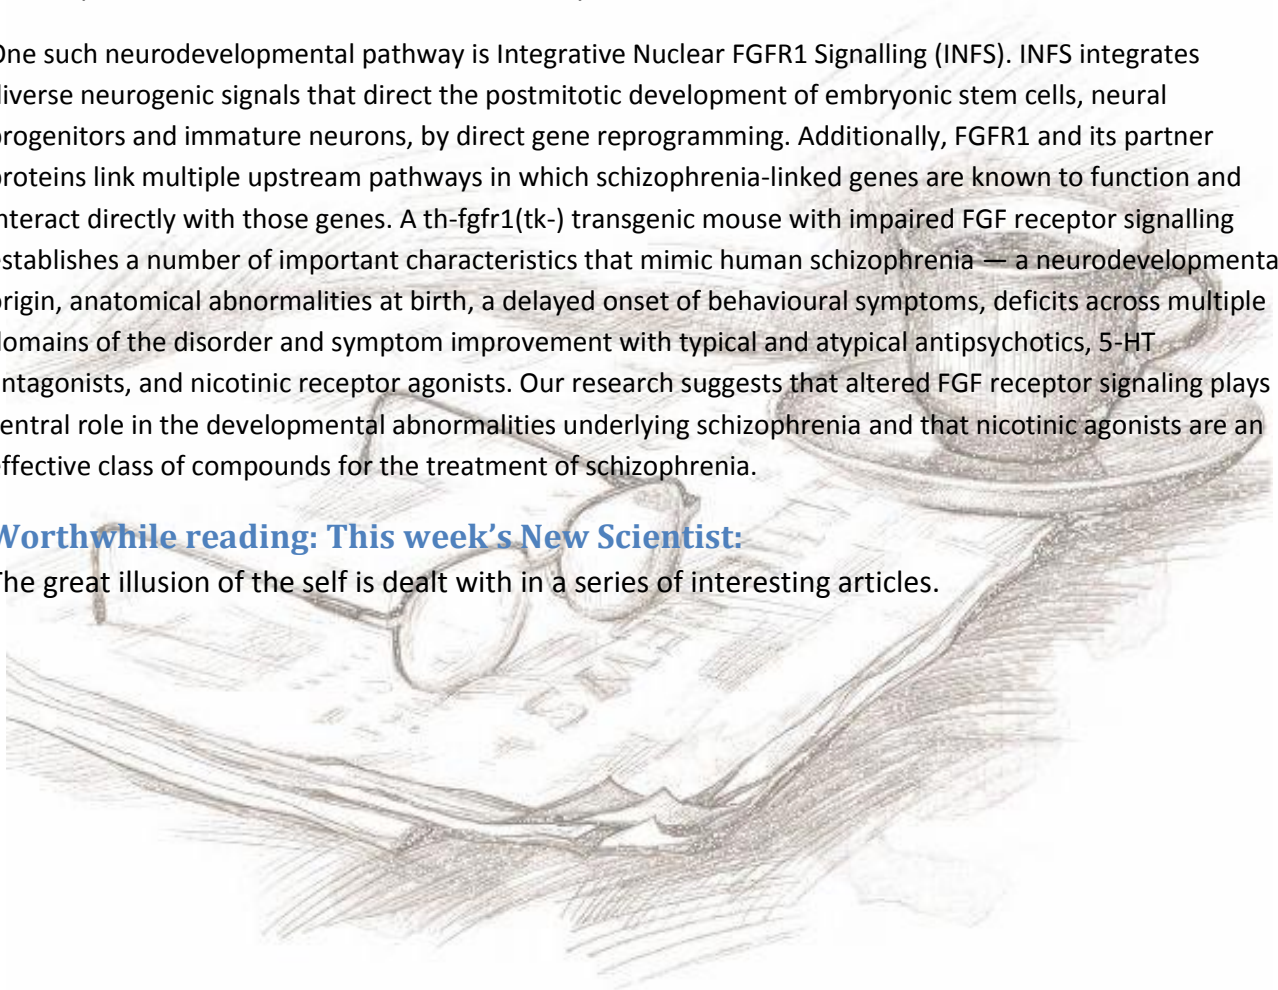 One such neurodevelopmental pathway is Integrative Nuclear FGFR1 Signalling (INFS). INFS integrates
diverse neurogenic signals that direct the postmitotic development of embryonic stem cells, neural
progenitors and immature neurons, by direct gene reprogramming. Additionally, FGFR1 and its partner
proteins link multiple upstream pathways in which schizophrenia-linked genes are known to function and
nteract directly with those genes. A th-fgfr1(tk-) transgenic mouse with impaired FGF receptor signalling
establishes a number of important characteristics that mimic human schizophrenia — a neurodevelopmenta
origin, anatomical abnormalities at birth, a delayed onset of behavioural symptoms, deficits across multiple
domains of the disorder and symptom improvement with typical and atypical antipsychotics, 5-HT
ntagonists, and nicotinic receptor agonists. Our research suggests that altered FGF receptor signaling plays
entral role in the developmental abnormalities underlying schizophrenia and that nicotinic agonists are an
effective class of compounds for the treatment of schizophrenia.
Worthwhile reading: This week’s New Scientist:
The great illusion of the self is dealt with in a series of interesting articles.